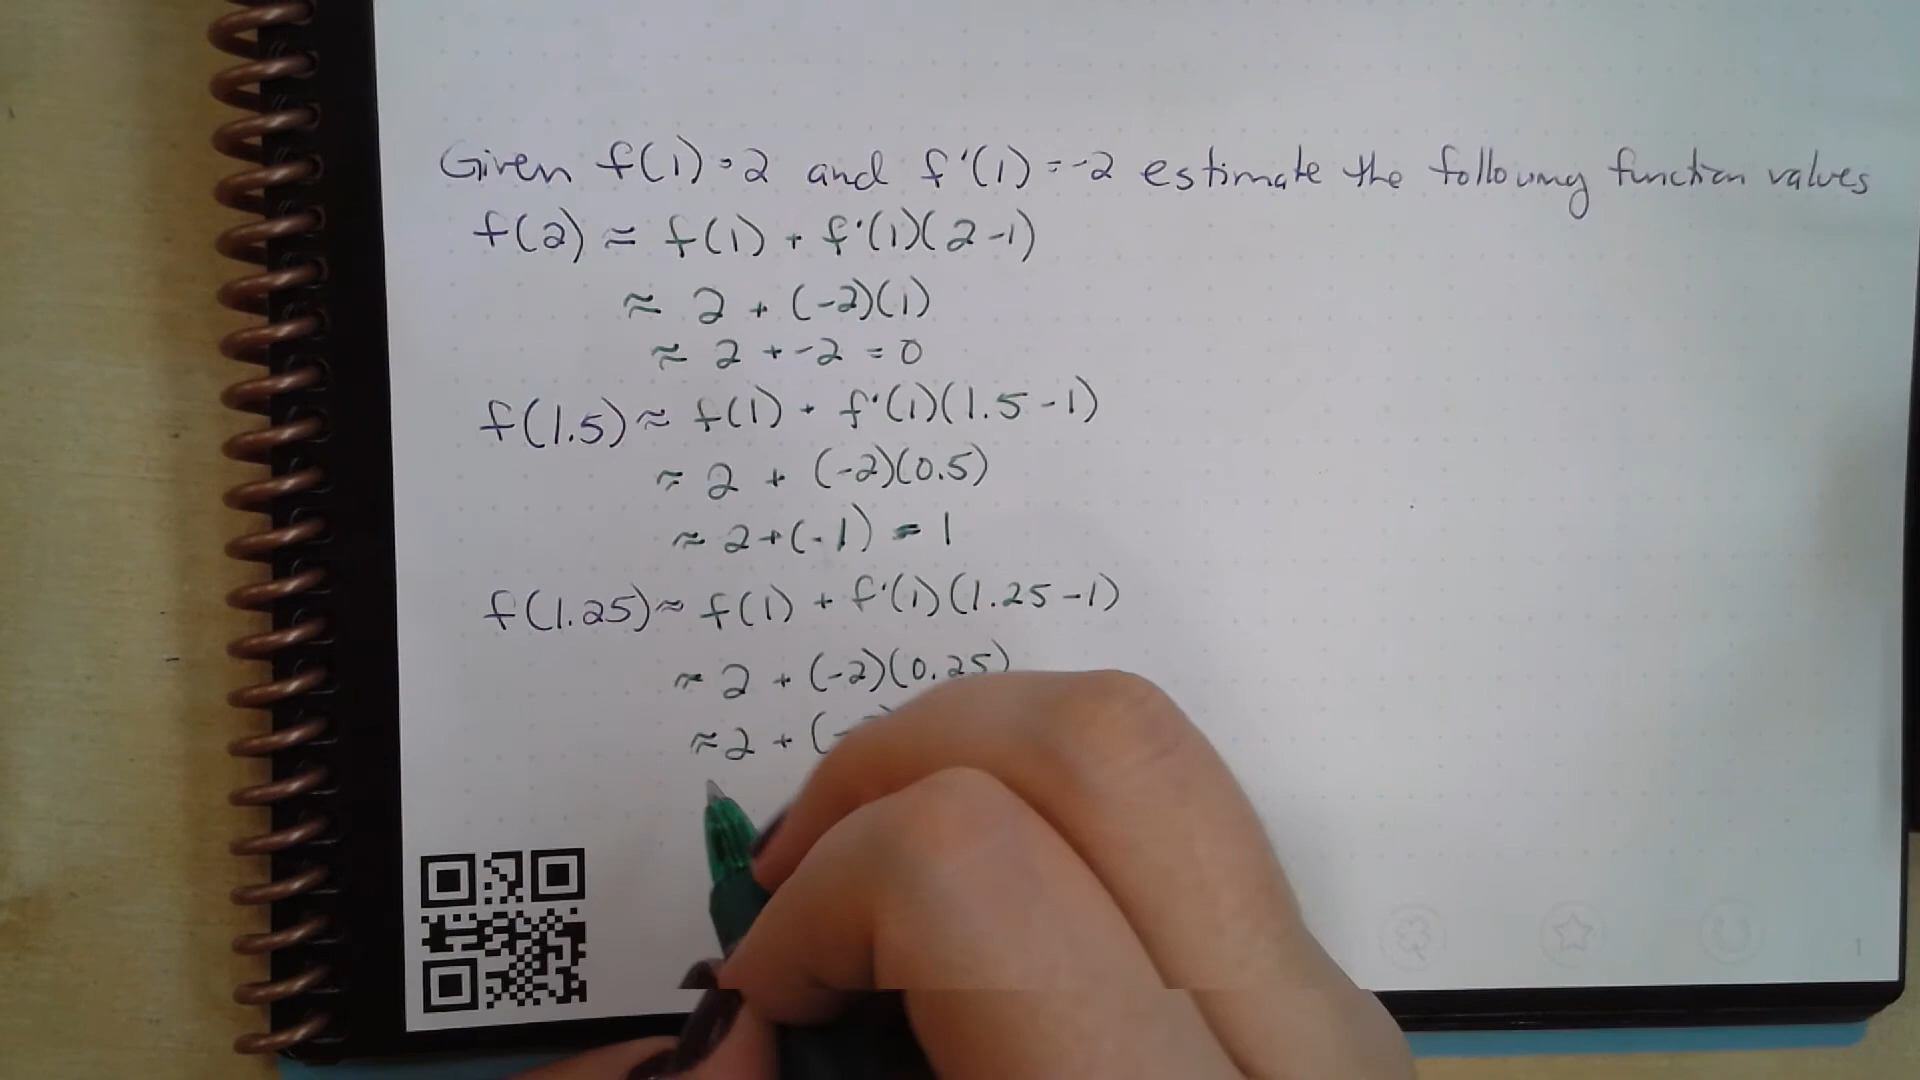 Given f(1)=2 and f'(1)=-2 estimate the following function values
f(2) ≈ f(1) + f'(1)(2-1)
≈ 2 + (-2)(1)
≈ 2 + -2 = 0
f(1.5) ≈ f(1) + f'(1)(1.5-1)
≈ 2 + (-2)(0.5)
≈ 2+(-1) = 1
f(1.25) ≈ f(1) + f'(1)(1.25-1)
≈ 2 + (-2)(0.25)
≈ 2 + (-
1